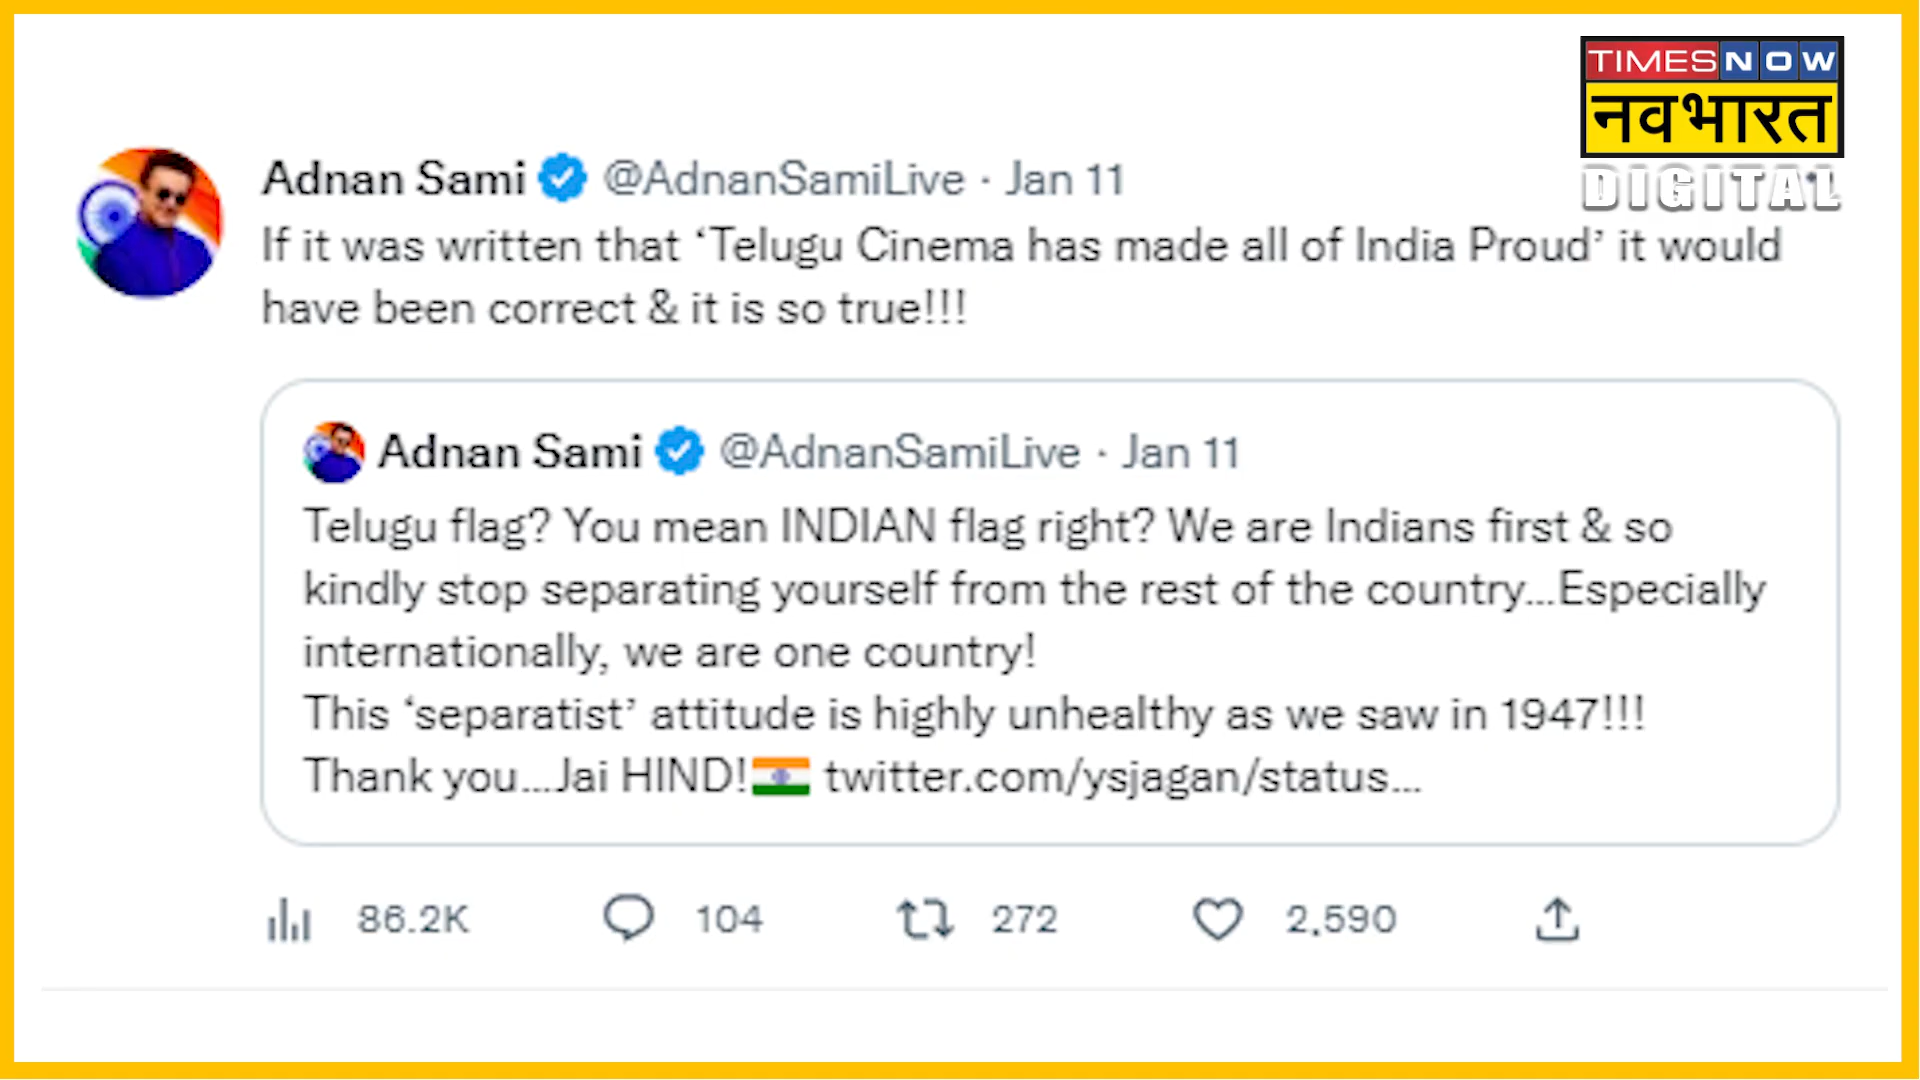 TIMES NOW
नवभारत
DIGITAL
Adnan Sami @AdnanSamiLive · Jan 11
If it was written that ‘Telugu Cinema has made all of India Proud’ it would
have been correct & it is so true!!!
Adnan Sami @AdnanSamiLive · Jan 11
Telugu flag? You mean INDIAN flag right? We are Indians first & so
kindly stop separating yourself from the rest of the country...Especially
internationally, we are one country!
This ‘separatist’ attitude is highly unhealthy as we saw in 1947!!!
Thank you...Jai HIND!🇮🇳 twitter.com/ysjagan/status...
86.2K 104 272 2,590